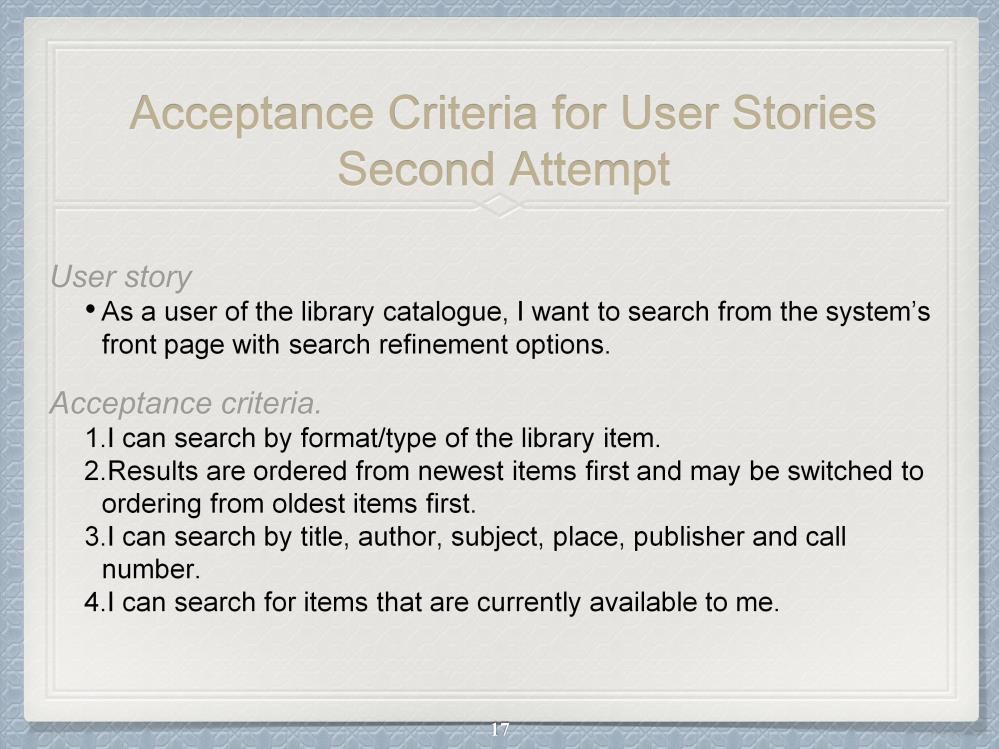 Acceptance Criteria for User Stories
Second Attempt
User story
• As a user of the library catalogue, I want to search from the system’s
front page with search refinement options.
Acceptance criteria.
1.I can search by format/type of the library item.
2.Results are ordered from newest items first and may be switched to
ordering from oldest items first.
3.I can search by title, author, subject, place, publisher and call
number.
4.I can search for items that are currently available to me.
17